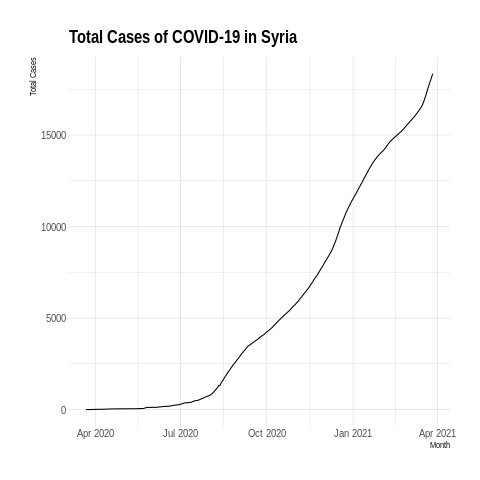 Total Cases of COVID-19 in Syria
Total Cases
15000
10000
5000
0
Apr 2020 Jul 2020 Oct 2020 Jan 2021 Apr 2021
Month